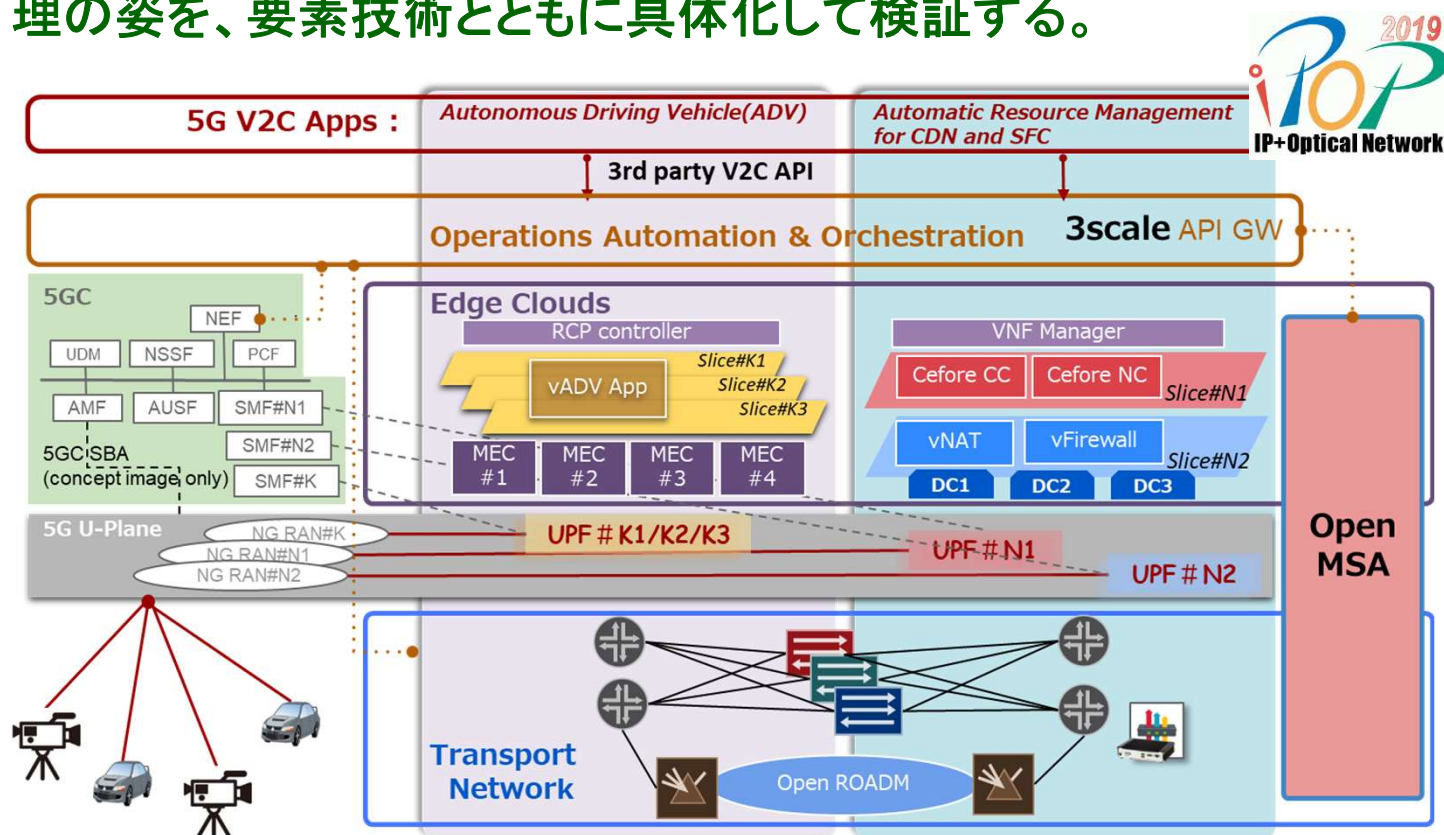 理の姿を、要素技術とともに具体化して検証する。
2019
iPOP
IP+Optical Network
5G V2C Apps :
Autonomous Driving Vehicle(ADV)
Automatic Resource Management
for CDN and SFC
3rd party V2C API
Operations Automation & Orchestration
3scale API GW
5GC
NEF
UDM
NSSF
PCF
AMF
AUSF
SMF#N1
SMF#N2
SMF#K
5GC SBA
(concept image only)
Edge Clouds
RCP controller
Slice#K1
Slice#K2
Slice#K3
vADV App
MEC
#1
MEC
#2
MEC
#3
MEC
#4
VNF Manager
Cefore CC
Cefore NC
Slice#N1
vNAT
vFirewall
Slice#N2
DC1
DC2
DC3
Open
MSA
5G U-Plane
NG RAN#K
NG RAN#N1
NG RAN#N2
UPF＃K1/K2/K3
UPF＃N1
UPF＃N2
Transport
Network
Open ROADM